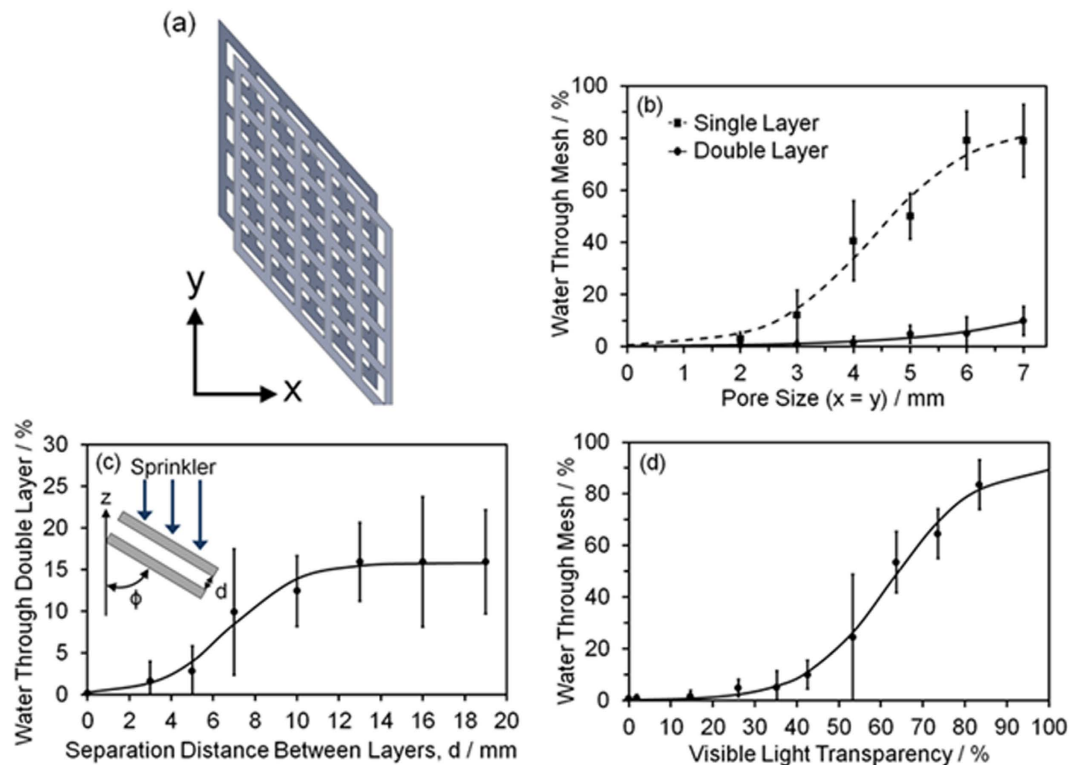 (a)
y
x
(b)
Single Layer
Double Layer
Water Through Mesh / %
100
80
60
40
20
0
0 1 2 3 4 5 6 7
Pore Size (x = y) / mm
(c)
Sprinkler
z
d
ϕ
Water Through Double Layer / %
30
25
20
15
10
5
0
0 2 4 6 8 10 12 14 16 18 20
Separation Distance Between Layers, d / mm
(d)
Water Through Mesh / %
100
80
60
40
20
0
0 10 20 30 40 50 60 70 80 90 100
Visible Light Transparency / %